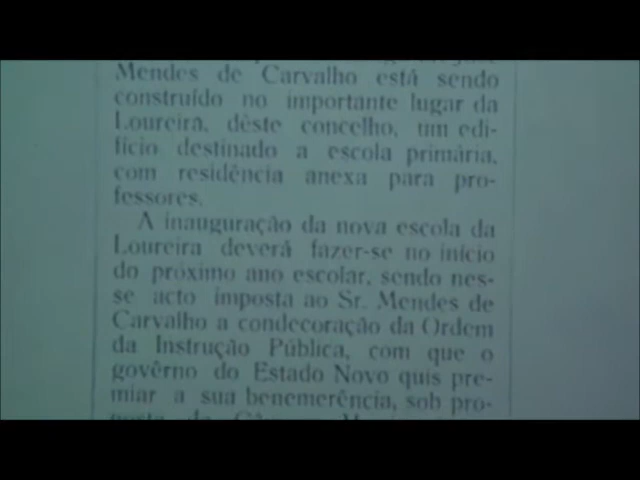 Mendes de Carvalho está sendo
construído no importante lugar da
Loureira, dêste concelho, um edi-
fício destinado a escola primária,
com residência anexa para pro-
fessores.
A inauguração da nova escola da
Loureira deverá fazer-se no início
do próximo ano escolar, sendo nes-
se acto imposta ao Sr. Mendes de
Carvalho a condecoração da Ordem
da Instrução Pública, com que o
govêrno do Estado Novo quis pre-
miar a sua benemerência, sob pro-